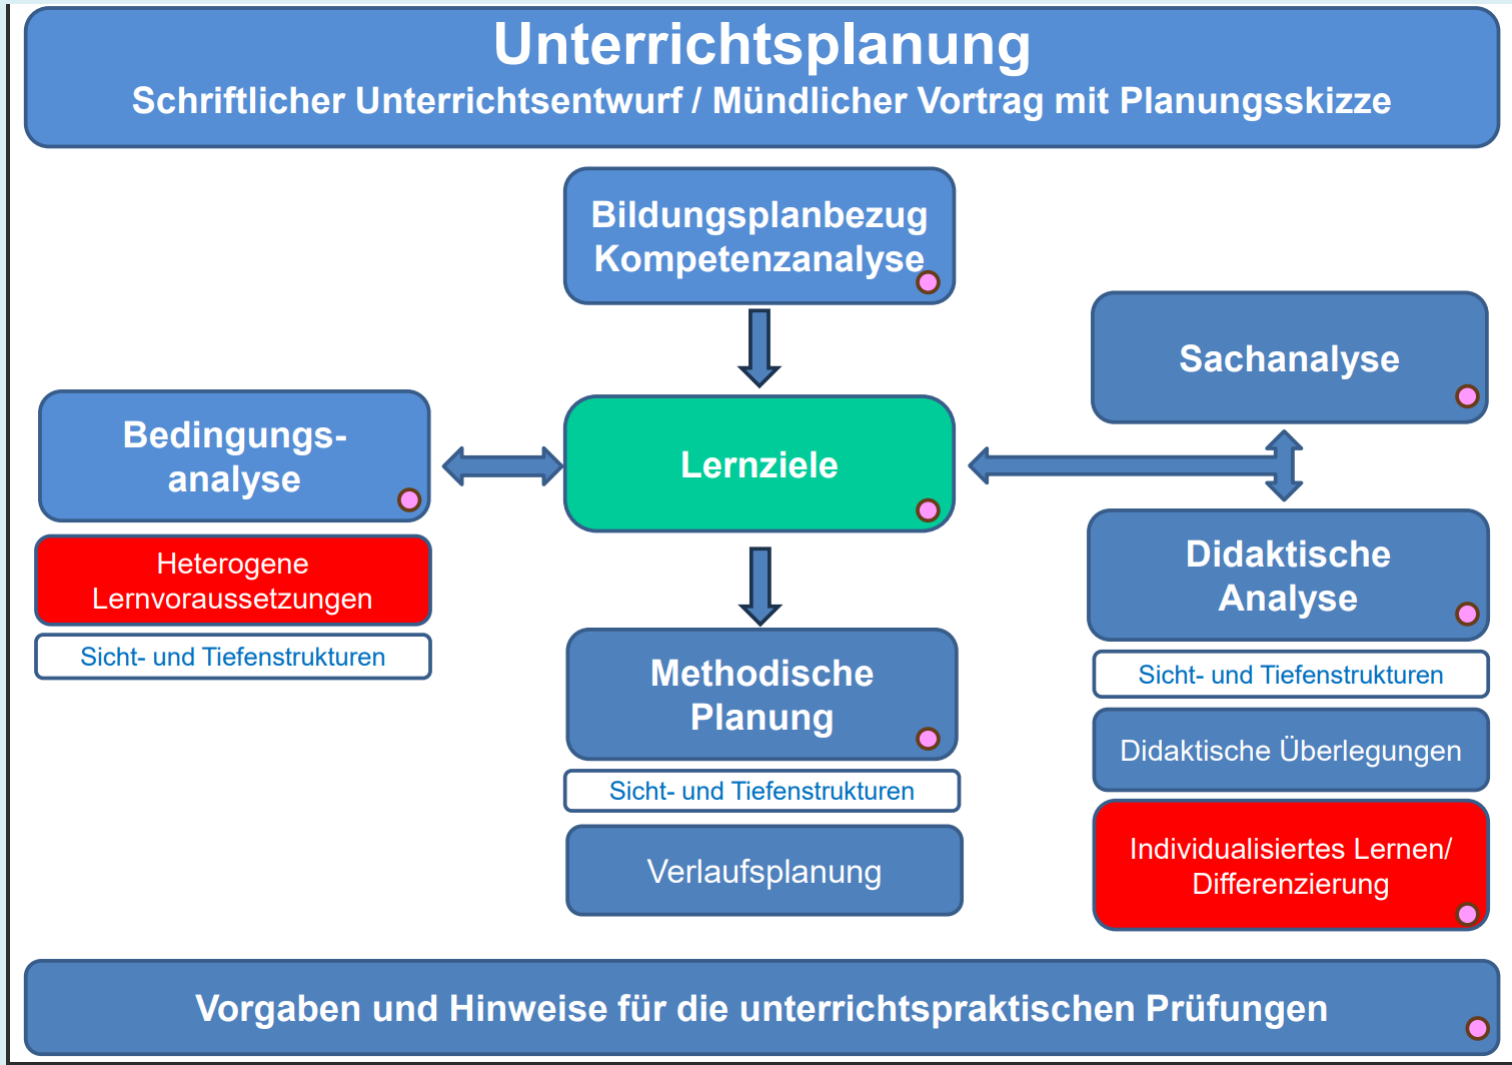 Unterrichtsplanung
Schriftlicher Unterrichtsentwurf / Mündlicher Vortrag mit Planungsskizze
Bildungsplanbezug
Kompetenzanalyse
Sachanalyse
Bedingungs-
analyse
Lernziele
Heterogene
Lernvoraussetzungen
Sicht- und Tiefenstrukturen
Didaktische
Analyse
Methodische
Planung
Sicht- und Tiefenstrukturen
Verlaufsplanung
Sicht- und Tiefenstrukturen
Didaktische Überlegungen
Individualisiertes Lernen/
Differenzierung
Vorgaben und Hinweise für die unterrichtspraktischen Prüfungen